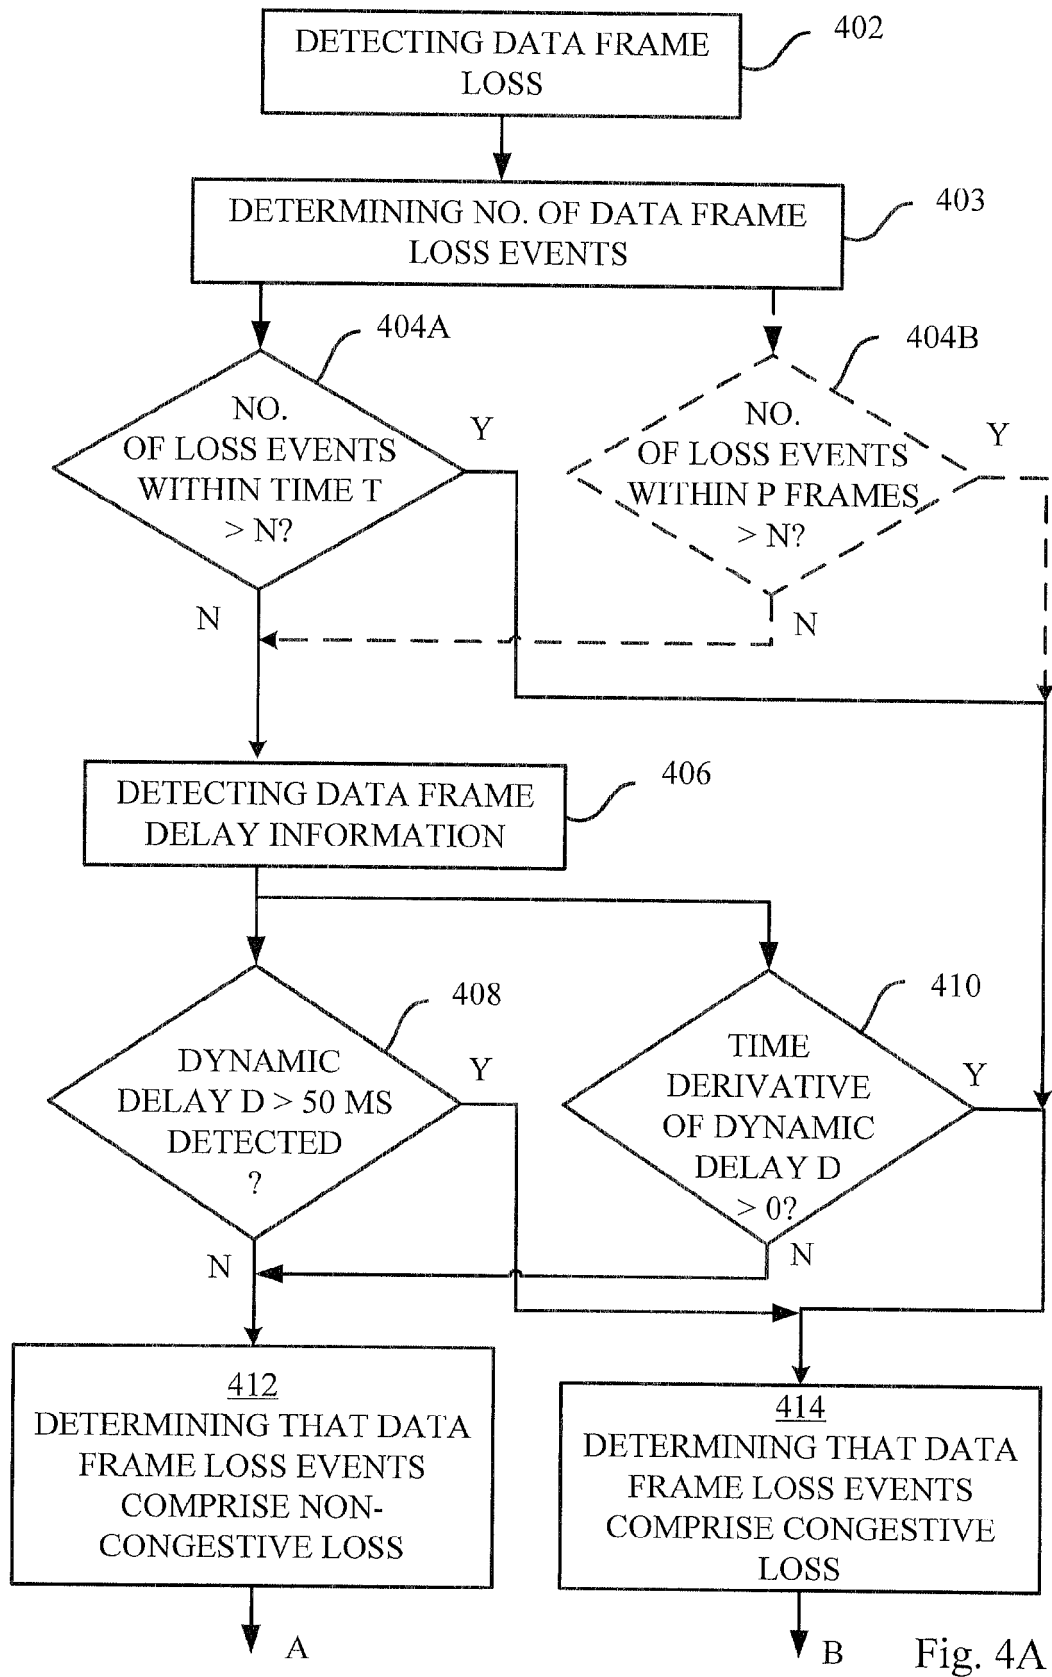 DETECTING DATA FRAME
LOSS
402
DETERMINING NO. OF DATA FRAME
LOSS EVENTS
403
404A
NO.
OF LOSS EVENTS
WITHIN TIME T
> N?
Y
N
404B
NO.
OF LOSS EVENTS
WITHIN P FRAMES
> N?
Y
N
DETECTING DATA FRAME
DELAY INFORMATION
406
408
DYNAMIC
DELAY D > 50 MS
DETECTED
?
Y
N
410
TIME
DERIVATIVE
OF DYNAMIC
DELAY D
> 0?
Y
N
412
DETERMINING THAT DATA
FRAME LOSS EVENTS
COMPRISE NON-
CONGESTIVE LOSS
414
DETERMINING THAT DATA
FRAME LOSS EVENTS
COMPRISE CONGESTIVE
LOSS
A
B
Fig. 4A